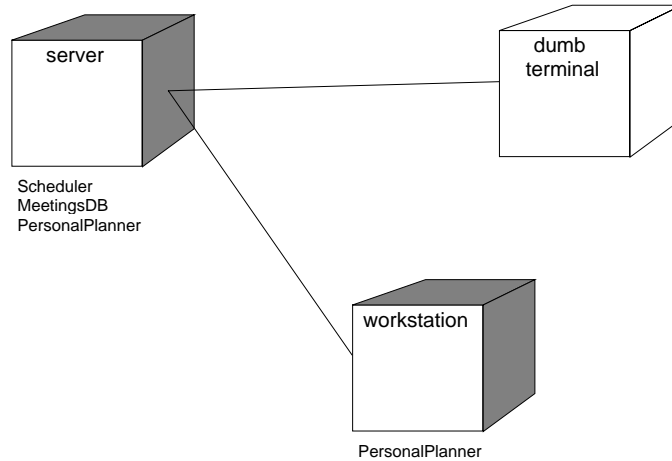 server
dumb
terminal
Scheduler
MeetingsDB
PersonalPlanner
workstation
PersonalPlanner